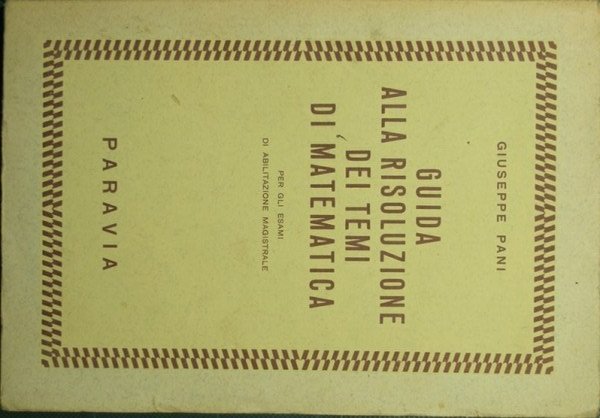 GIUSEPPE PANI
GUIDA
ALLA RISOLUZIONE
DEI TEMI
DI MATEMATICA
PER GLI ESAMI
DI ABILITAZIONE MAGISTRALE
PARAVIA